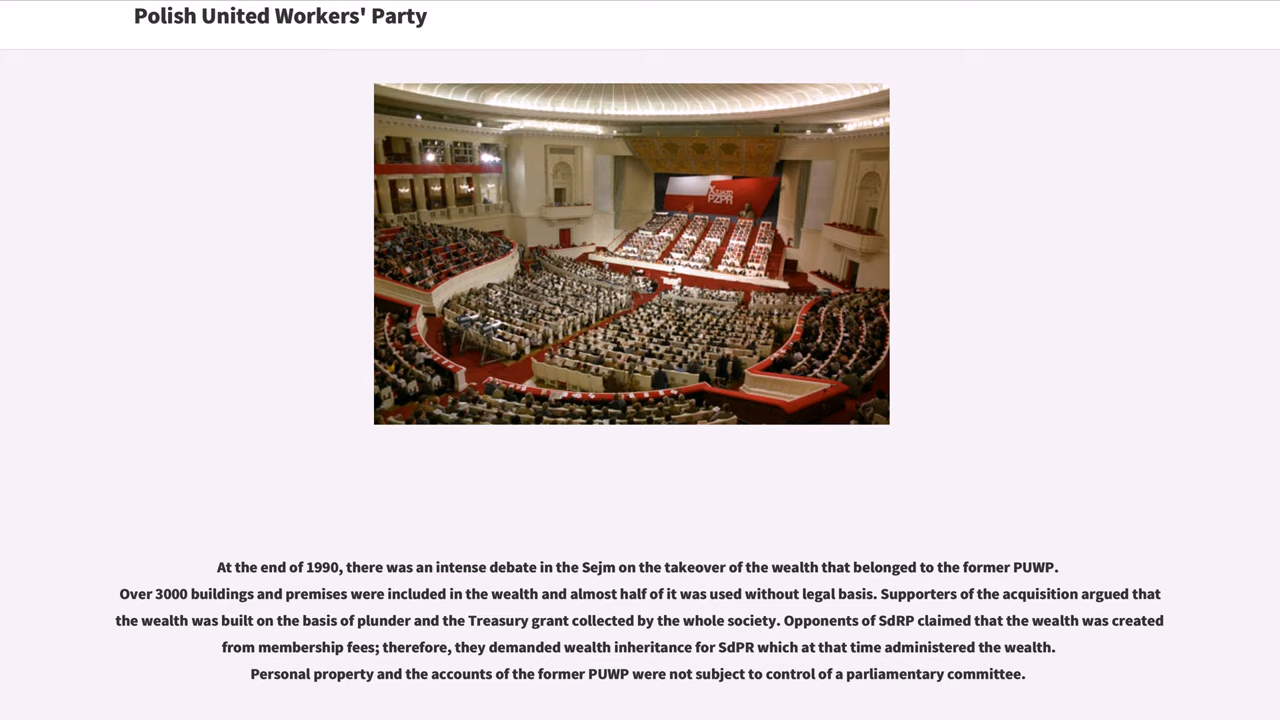 Polish United Workers' Party
X ZJAZD
PZPR
At the end of 1990, there was an intense debate in the Sejm on the takeover of the wealth that belonged to the former PUWP.
Over 3000 buildings and premises were included in the wealth and almost half of it was used without legal basis. Supporters of the acquisition argued that
the wealth was built on the basis of plunder and the Treasury grant collected by the whole society. Opponents of SdRP claimed that the wealth was created
from membership fees; therefore, they demanded wealth inheritance for SdPR which at that time administered the wealth.
Personal property and the accounts of the former PUWP were not subject to control of a parliamentary committee.